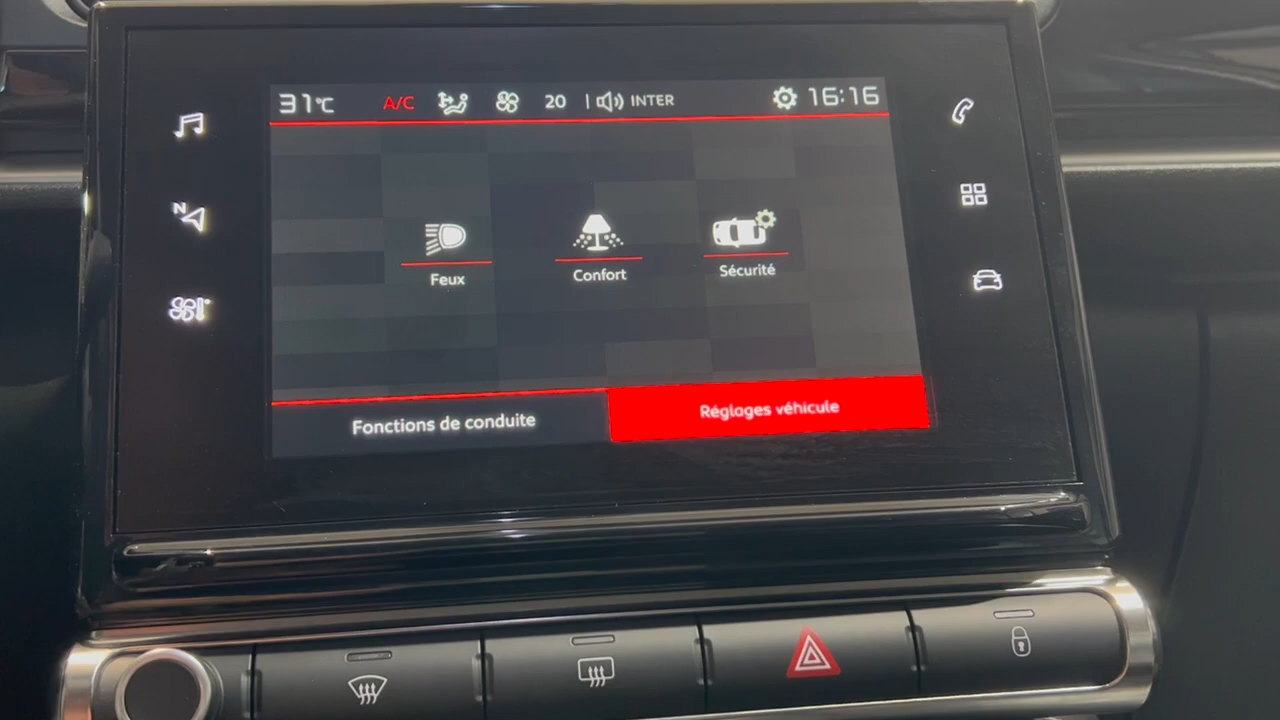 31°C A/C 20 | INTER 16:16
N
Feux Confort Sécurité
Fonctions de conduite Réglages véhicule